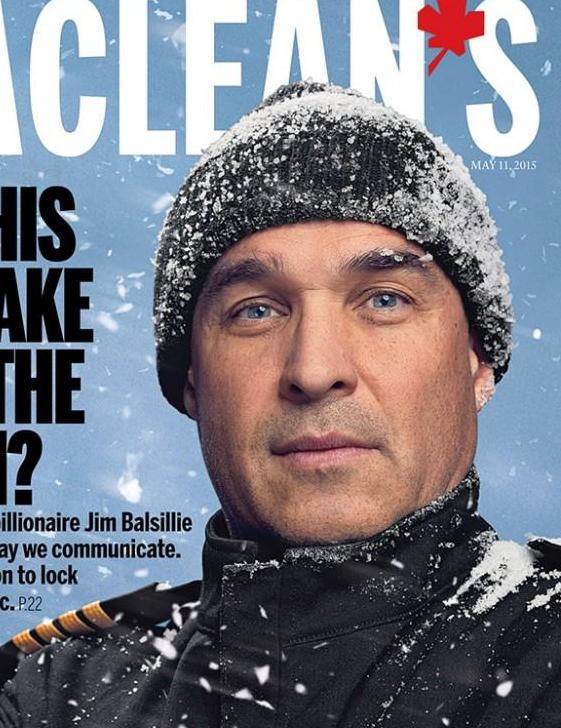 ACLEAN'S
MAY 11, 2015
HIS
AKE
THE
?
illionaire Jim Balsillie
ay we communicate.
on to lock
c. P.22